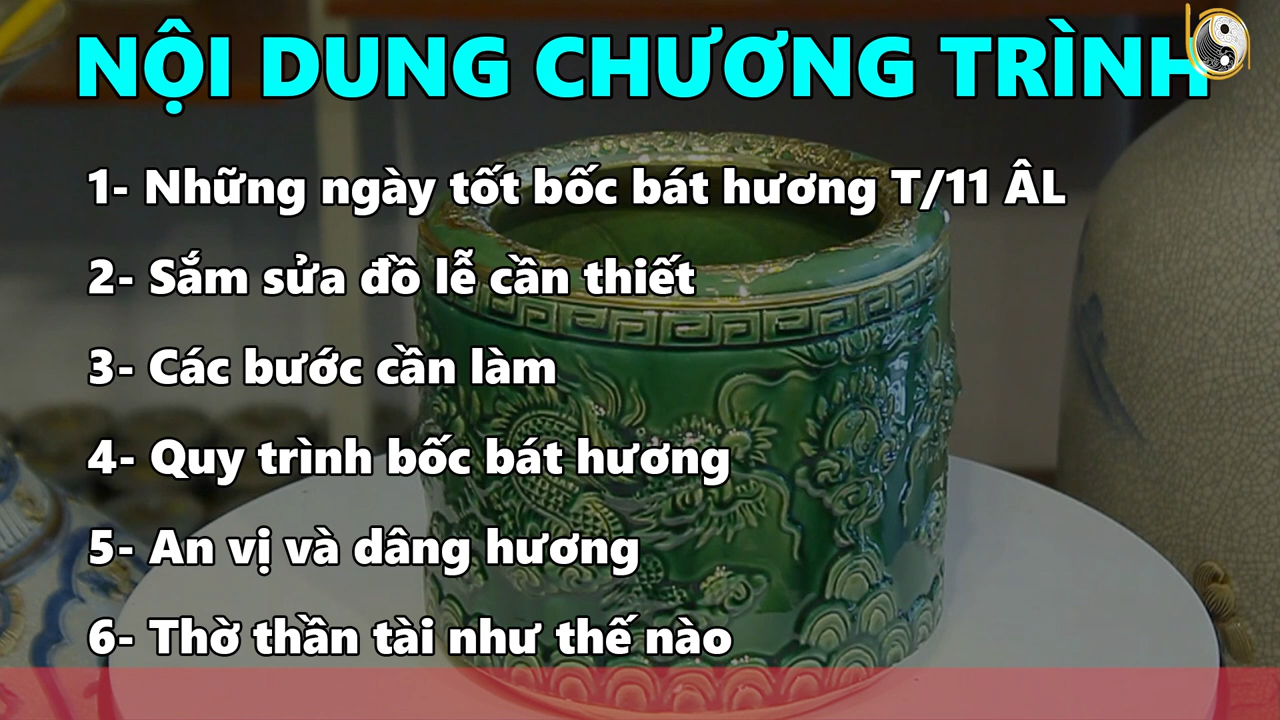 NỘI DUNG CHƯƠNG TRÌNH
1- Những ngày tốt bốc bát hương T/11 ÂL
2- Sắm sửa đồ lễ cần thiết
3- Các bước cần làm
4- Quy trình bốc bát hương
5- An vị và dâng hương
6- Thờ thần tài như thế nào